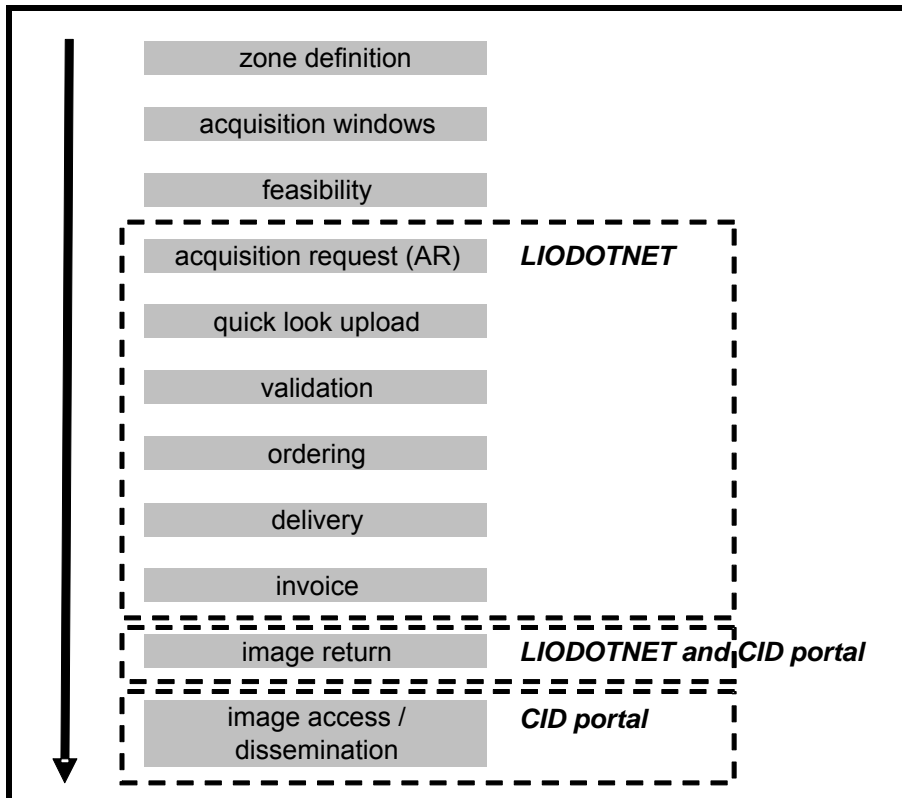 zone definition
acquisition windows
feasibility
acquisition request (AR) LIODOTNET
quick look upload
validation
ordering
delivery
invoice
image return LIODOTNET and CID portal
image access / CID portal
dissemination